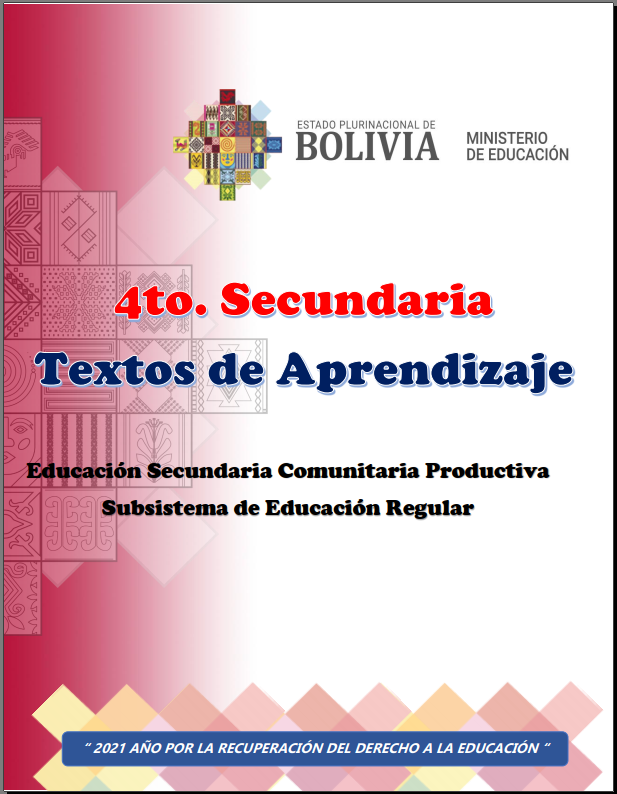 ESTADO PLURINACIONAL DE
BOLIVIA
MINISTERIO
DE EDUCACIÓN
4to. Secundaria
Textos de Aprendizaje
Educación Secundaria Comunitaria Productiva
Subsistema de Educación Regular
“ 2021 AÑO POR LA RECUPERACIÓN DEL DERECHO A LA EDUCACIÓN “